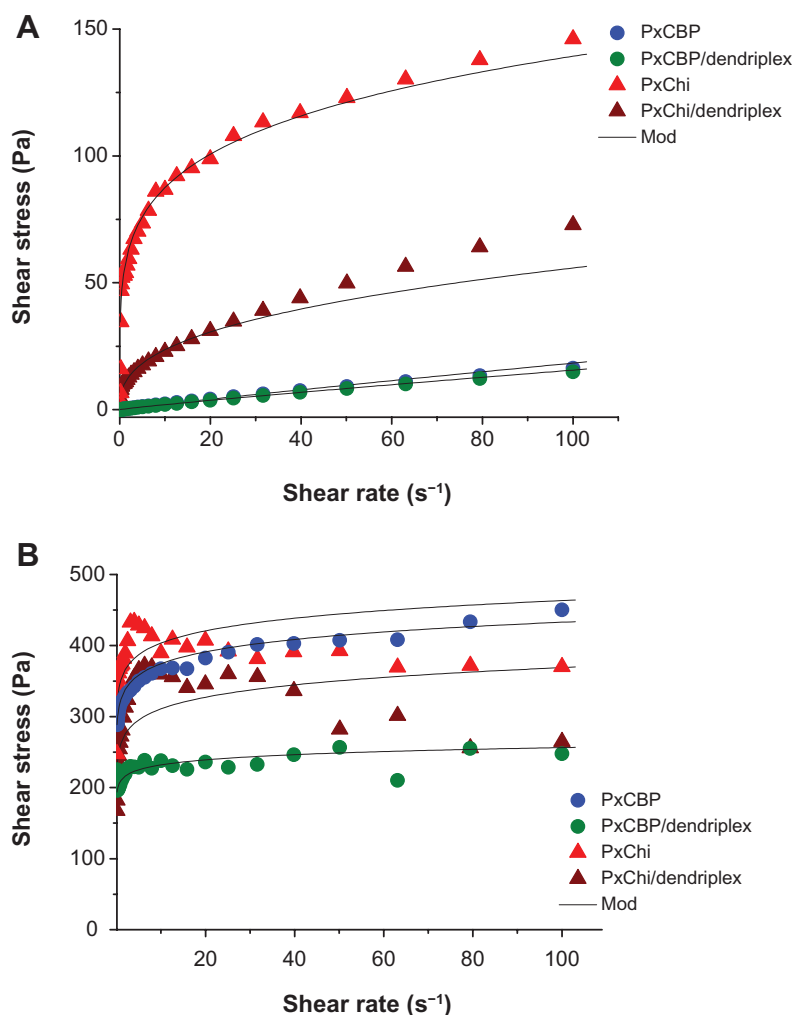 A
150
100
50
0
Shear stress (Pa)
0 20 40 60 80 100
Shear rate (s⁻¹)
PxCBP
PxCBP/dendriplex
PxChi
PxChi/dendriplex
Mod
B
500
400
300
200
100
0
Shear stress (Pa)
20 40 60 80 100
Shear rate (s⁻¹)
PxCBP
PxCBP/dendriplex
PxChi
PxChi/dendriplex
Mod